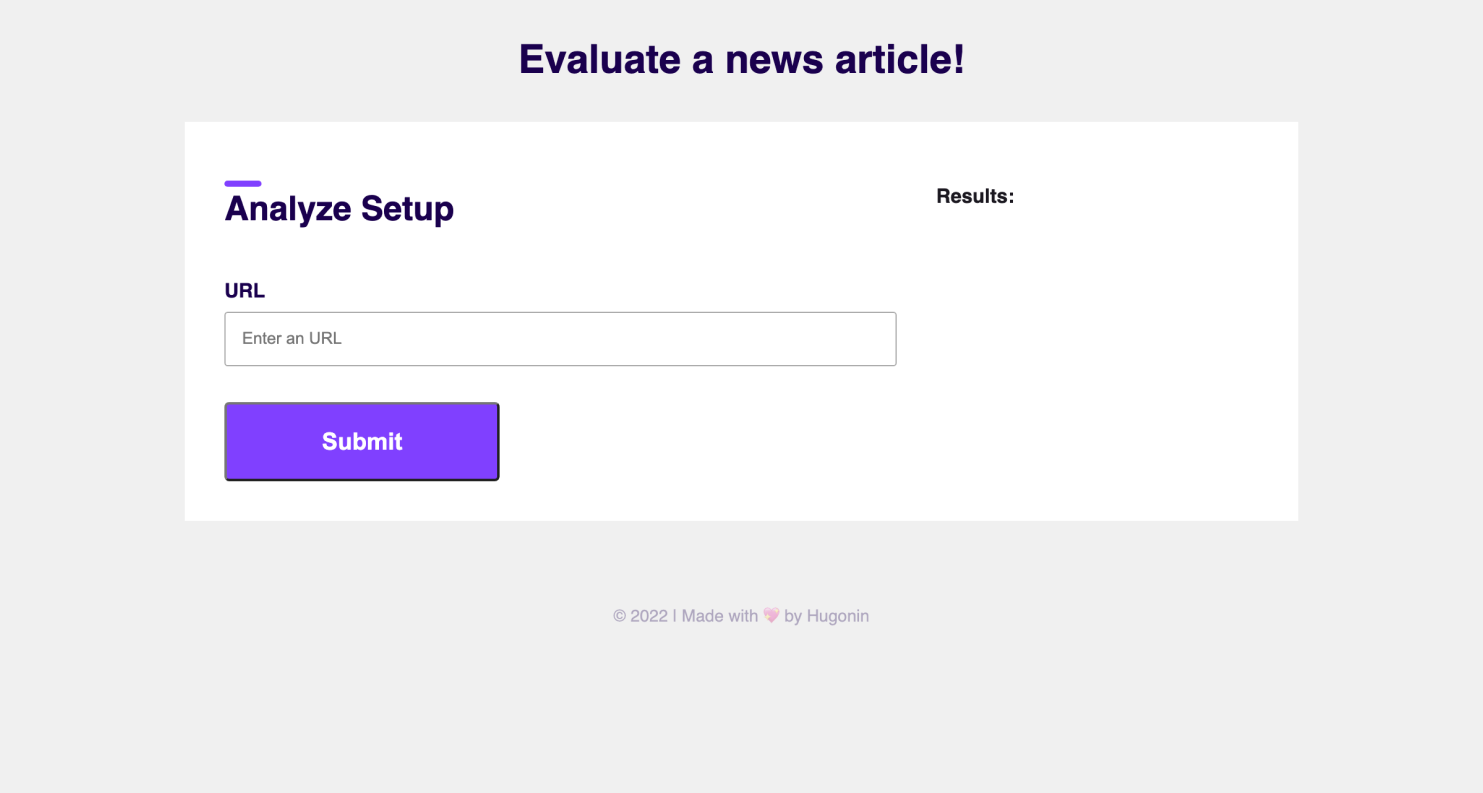 Evaluate a news article!
Analyze Setup
Results:
URL
Enter an URL
Submit
© 2022 | Made with 💖 by Hugonin